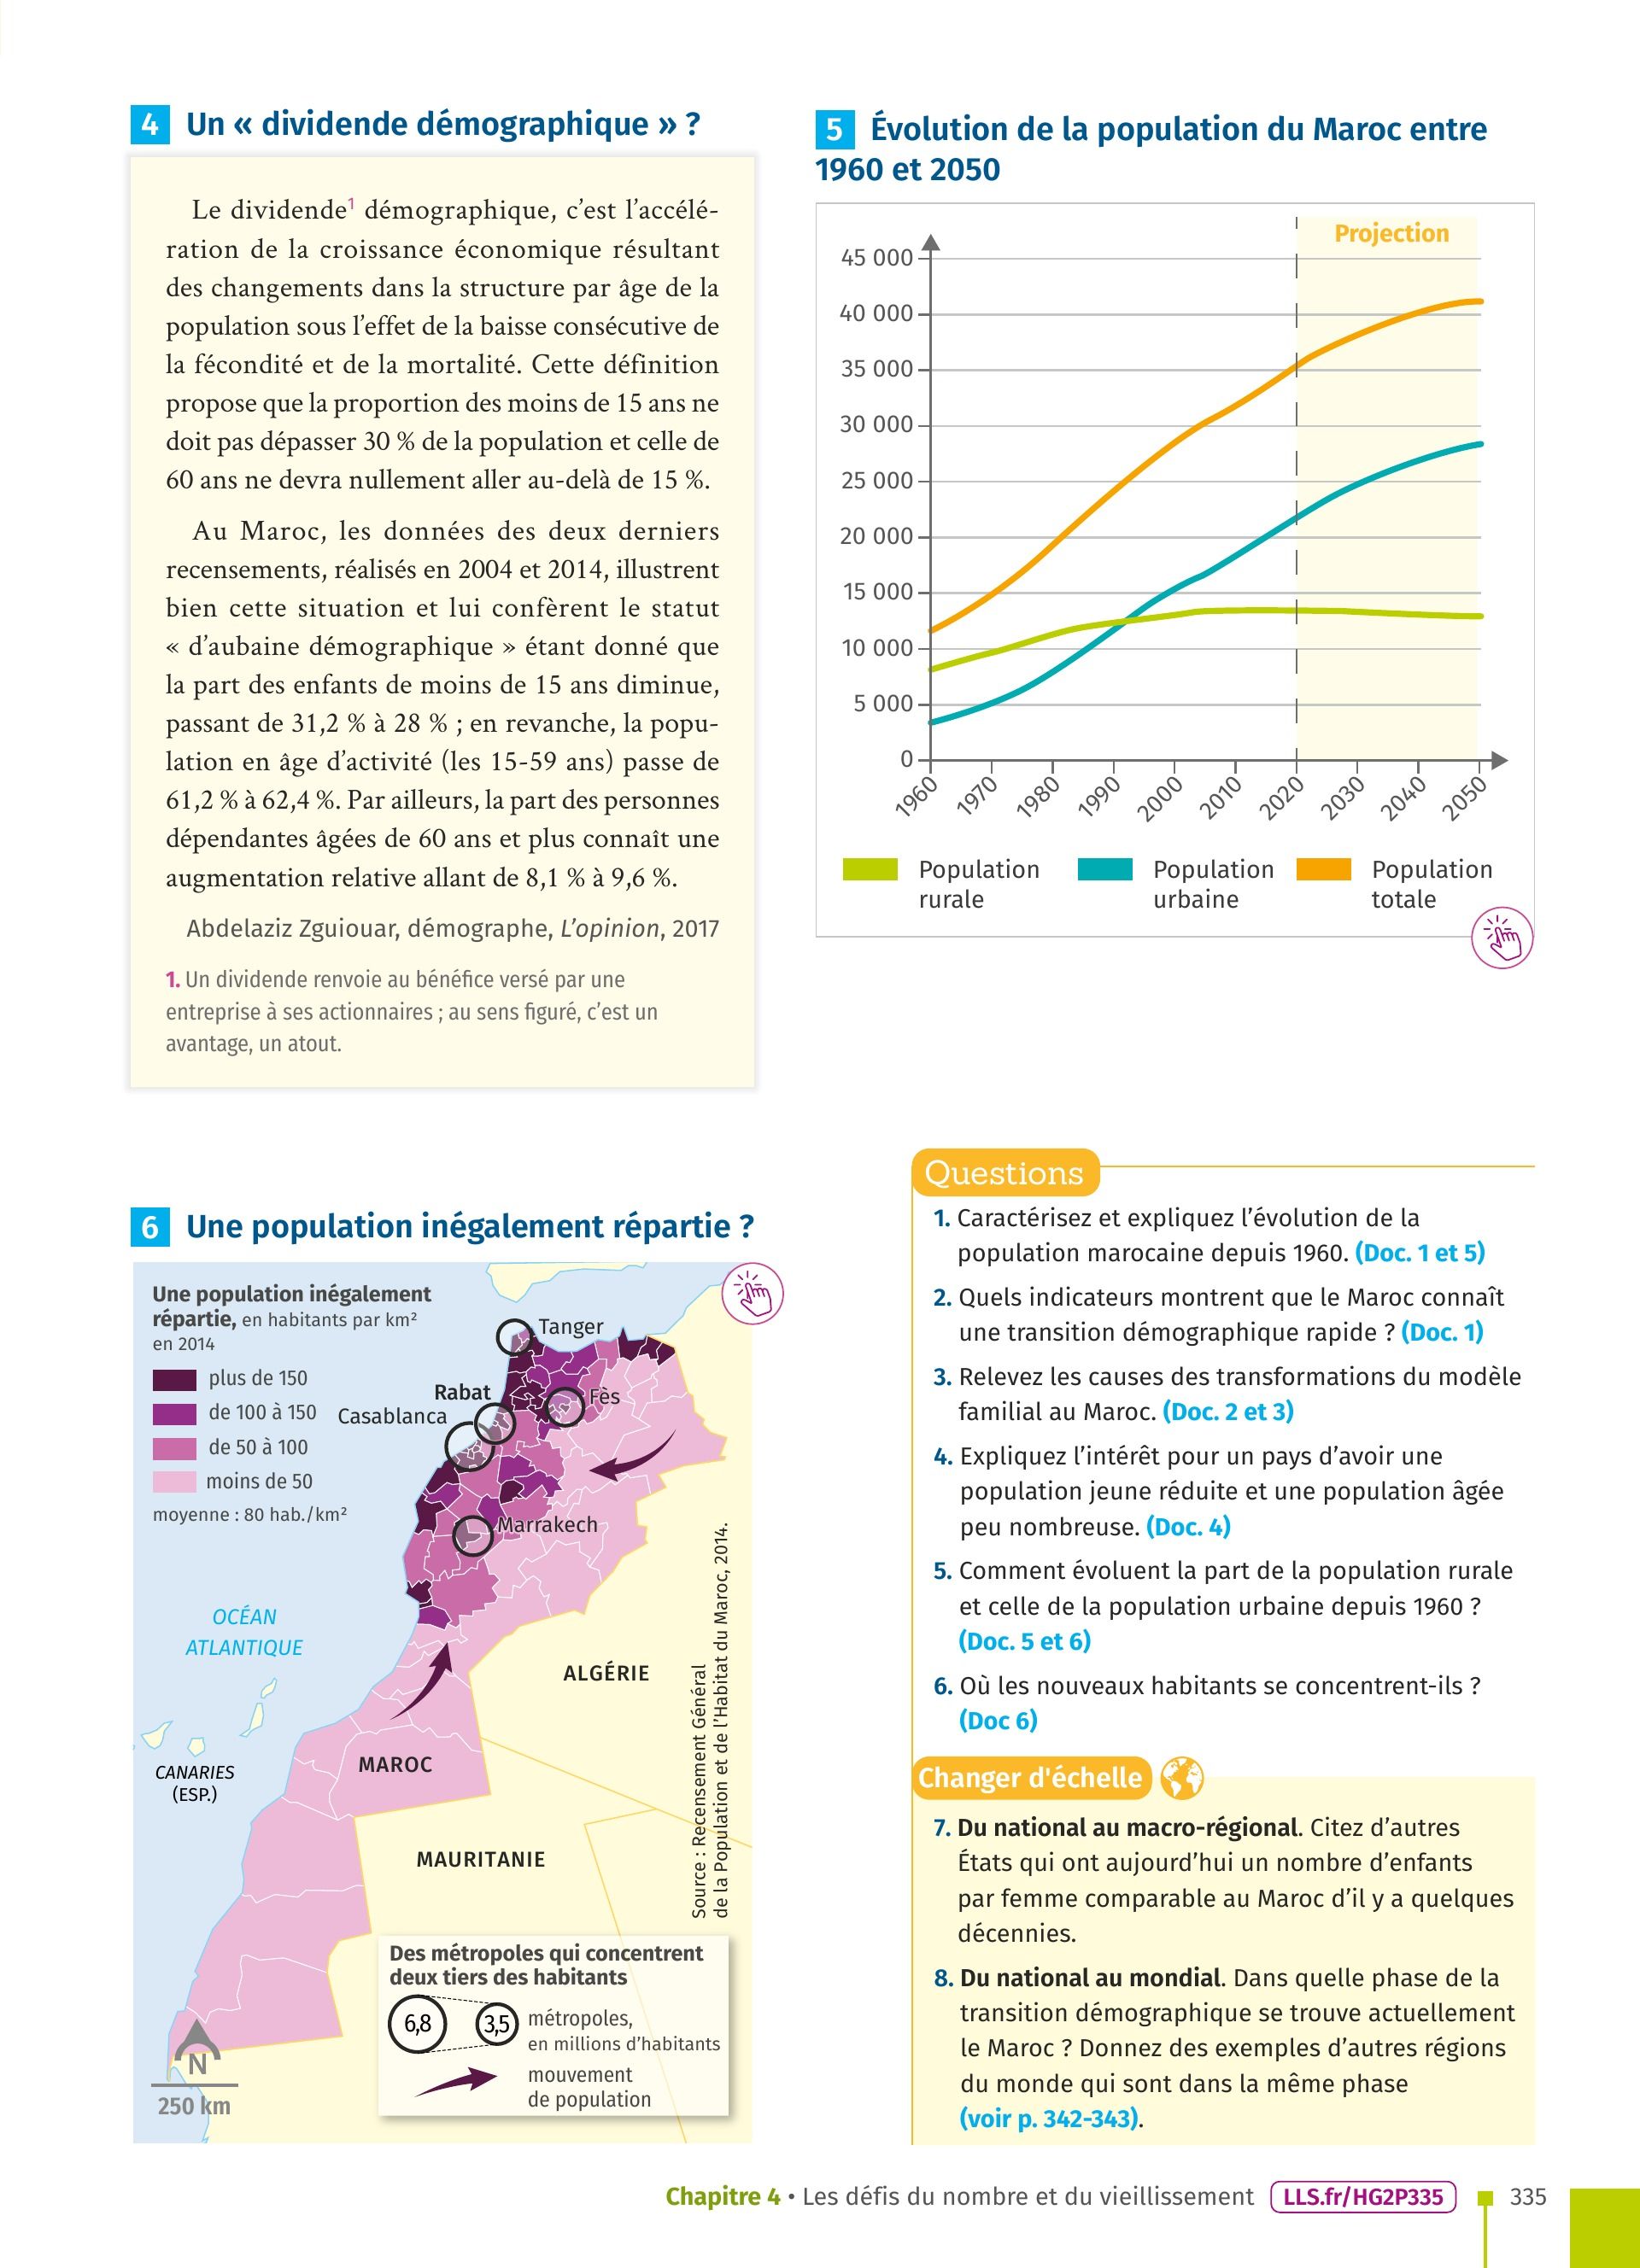 4 Un « dividende démographique » ?
Le dividende¹ démographique, c’est l’accélé-
ration de la croissance économique résultant
des changements dans la structure par âge de la
population sous l’effet de la baisse consécutive de
la fécondité et de la mortalité. Cette définition
propose que la proportion des moins de 15 ans ne
doit pas dépasser 30 % de la population et celle de
60 ans ne devra nullement aller au-delà de 15 %.
Au Maroc, les données des deux derniers
recensements, réalisés en 2004 et 2014, illustrent
bien cette situation et lui confèrent le statut
« d’aubaine démographique » étant donné que
la part des enfants de moins de 15 ans diminue,
passant de 31,2 % à 28 % ; en revanche, la popu-
lation en âge d’activité (les 15-59 ans) passe de
61,2 % à 62,4 %. Par ailleurs, la part des personnes
dépendantes âgées de 60 ans et plus connaît une
augmentation relative allant de 8,1 % à 9,6 %.
Abdelaziz Zguiouar, démographe, L’opinion, 2017
1. Un dividende renvoie au bénéfice versé par une
entreprise à ses actionnaires ; au sens figuré, c’est un
avantage, un atout.
5 Évolution de la population du Maroc entre
1960 et 2050
Projection
45 000
40 000
35 000
30 000
25 000
20 000
15 000
10 000
5 000
0
1960
1970
1980
1990
2000
2010
2020
2030
2040
2050
Population
rurale
Population
urbaine
Population
totale
6 Une population inégalement répartie ?
Une population inégalement
répartie, en habitants par km²
en 2014
plus de 150
de 100 à 150
de 50 à 100
moins de 50
moyenne : 80 hab./km²
Tanger
Rabat
Fès
Casablanca
Marrakech
OCÉAN
ATLANTIQUE
ALGÉRIE
MAROC
CANARIES
(ESP.)
MAURITANIE
Source : Recensement Général
de la Population et de l’Habitat du Maroc, 2014.
Des métropoles qui concentrent
deux tiers des habitants
6,8
3,5
métropoles,
en millions d’habitants
mouvement
de population
N
250 km
Questions
1. Caractérisez et expliquez l’évolution de la
population marocaine depuis 1960. (Doc. 1 et 5)
2. Quels indicateurs montrent que le Maroc connaît
une transition démographique rapide ? (Doc. 1)
3. Relevez les causes des transformations du modèle
familial au Maroc. (Doc. 2 et 3)
4. Expliquez l’intérêt pour un pays d’avoir une
population jeune réduite et une population âgée
peu nombreuse. (Doc. 4)
5. Comment évoluent la part de la population rurale
et celle de la population urbaine depuis 1960 ?
(Doc. 5 et 6)
6. Où les nouveaux habitants se concentrent-ils ?
(Doc 6)
Changer d'échelle
7. Du national au macro-régional. Citez d’autres
États qui ont aujourd’hui un nombre d’enfants
par femme comparable au Maroc d’il y a quelques
décennies.
8. Du national au mondial. Dans quelle phase de la
transition démographique se trouve actuellement
le Maroc ? Donnez des exemples d’autres régions
du monde qui sont dans la même phase
(voir p. 342-343).
Chapitre 4 • Les défis du nombre et du vieillissement LLS.fr/HG2P335 335